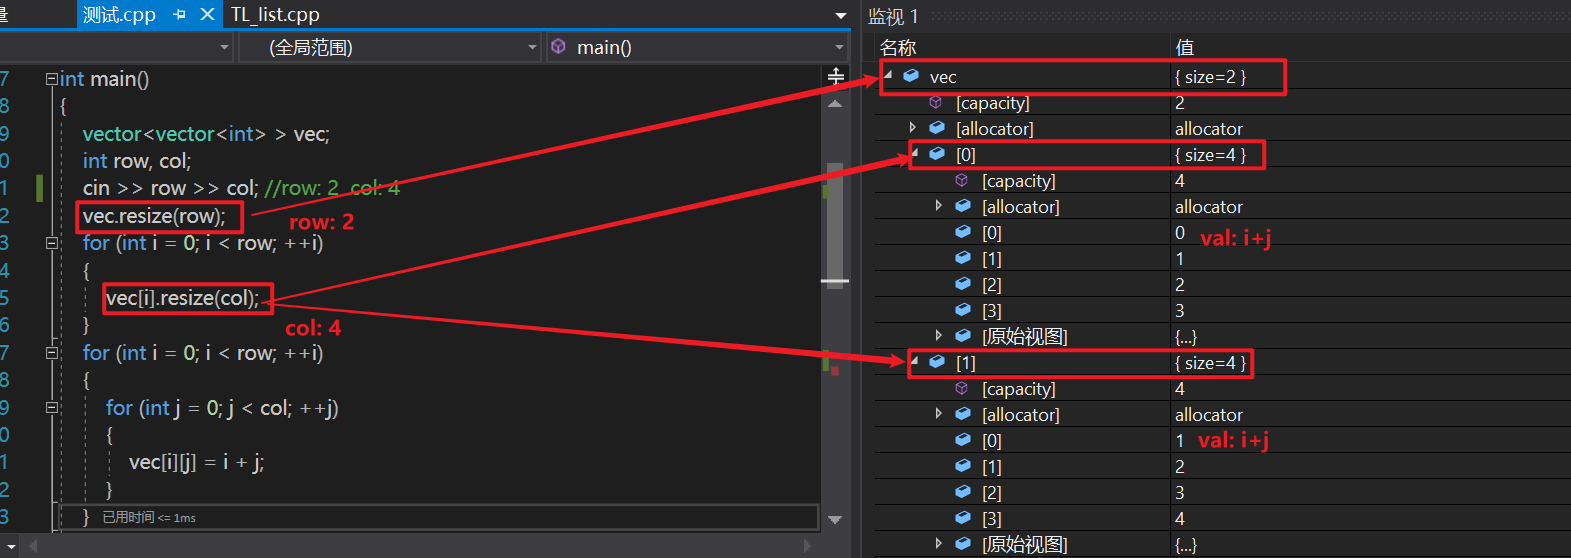 量
测试.cpp
TL_list.cpp
(全局范围)
main()
7 int main()
8 {
9 vector<vector<int> > vec;
0 int row, col;
1 cin >> row >> col; //row: 2  col: 4
2 vec.resize(row);
row: 2
3 for (int i = 0; i < row; ++i)
4 {
5 vec[i].resize(col);
6 }
col: 4
7 for (int i = 0; i < row; ++i)
8 {
9 for (int j = 0; j < col; ++j)
0 {
1 vec[i][j] = i + j;
2 }
3 } 已用时间 <= 1ms
监视 1
名称 值
vec { size=2 }
[capacity] 2
[allocator] allocator
[0] { size=4 }
[capacity] 4
[allocator] allocator
[0] 0 val: i+j
[1] 1
[2] 2
[3] 3
[原始视图] {...}
[1] { size=4 }
[capacity] 4
[allocator] allocator
[0] 1 val: i+j
[1] 2
[2] 3
[3] 4
[原始视图] {...}